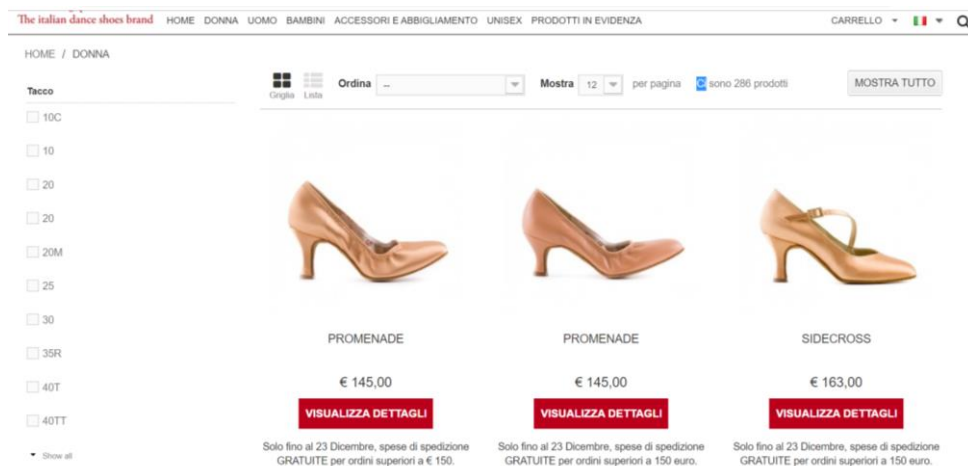 The italian dance shoes brand HOME DONNA UOMO BAMBINI ACCESSORI E ABBIGLIAMENTO UNISEX PRODOTTI IN EVIDENZA CARRELLO
HOME / DONNA
Tacco
10C
10
20
20
20M
25
30
35R
40T
40TT
Show all
Griglia Lista Ordina -- Mostra 12 per pagina Ci sono 286 prodotti MOSTRA TUTTO
PROMENADE
€ 145,00
VISUALIZZA DETTAGLI
Solo fino al 23 Dicembre, spese di spedizione
GRATUITE per ordini superiori a € 150.
PROMENADE
€ 145,00
VISUALIZZA DETTAGLI
Solo fino al 23 Dicembre, spese di spedizione
GRATUITE per ordini superiori a 150 euro.
SIDECROSS
€ 163,00
VISUALIZZA DETTAGLI
Solo fino al 23 Dicembre, spese di spedizione
GRATUITE per ordini superiori a 150 euro.